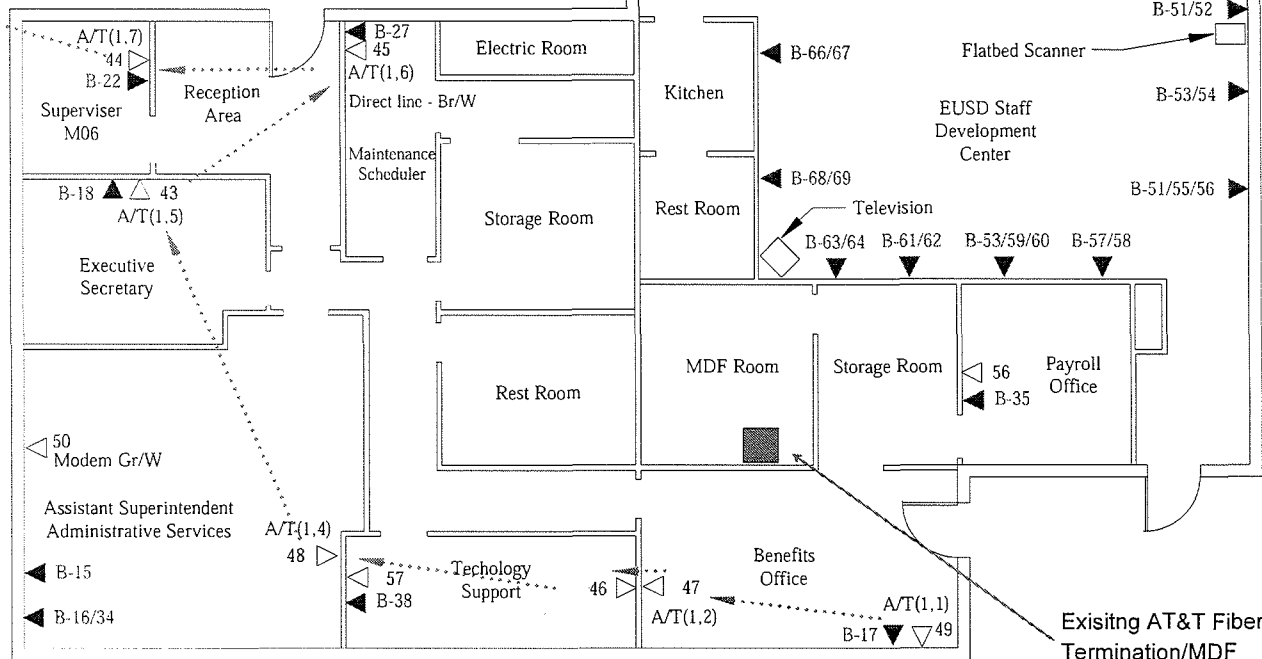 B-51/52
A/T(1,7)
44
B-22
Superviser
M06
Reception
Area
B-27
45
A/T(1,6)
Direct line - Br/W
Electric Room
Maintenance
Scheduler
Kitchen
B-66/67
Flatbed Scanner
EUSD Staff
Development
Center
B-53/54
B-18
43
A/T(1,5)
Executive
Secretary
Storage Room
Rest Room
B-68/69
Television
B-51/55/56
B-63/64
B-61/62
B-53/59/60
B-57/58
Rest Room
MDF Room
Storage Room
56
B-35
Payroll
Office
50
Modem Gr/W
Assistant Superintendent
Administrative Services
A/T(1,4)
48
B-15
B-16/34
57
B-38
Techology
Support
46
47
A/T(1,2)
Benefits
Office
A/T(1,1)
B-17
49
Exisitng AT&T Fiber
Termination/MDF